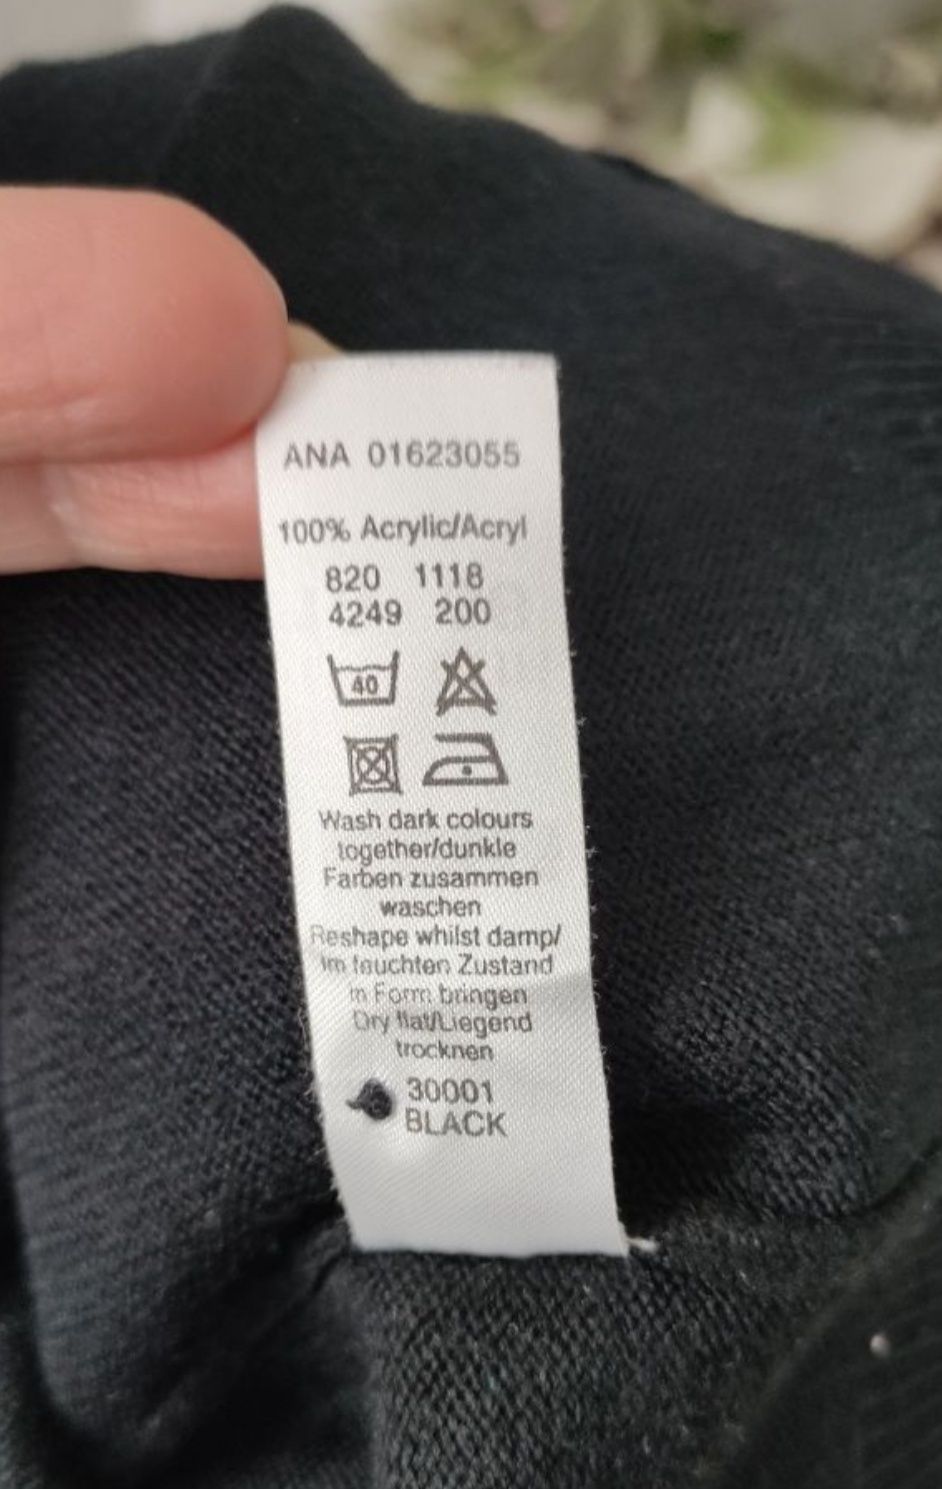 ANA 01623055
100% Acrylic/Acryl
820 1118
4249 200
40
Wash dark colours
together/dunkle
Farben zusammen
waschen
Reshape whilst damp/
im feuchten Zustand
in Form bringen
Dry flat/Liegend
trocknen
30001
BLACK